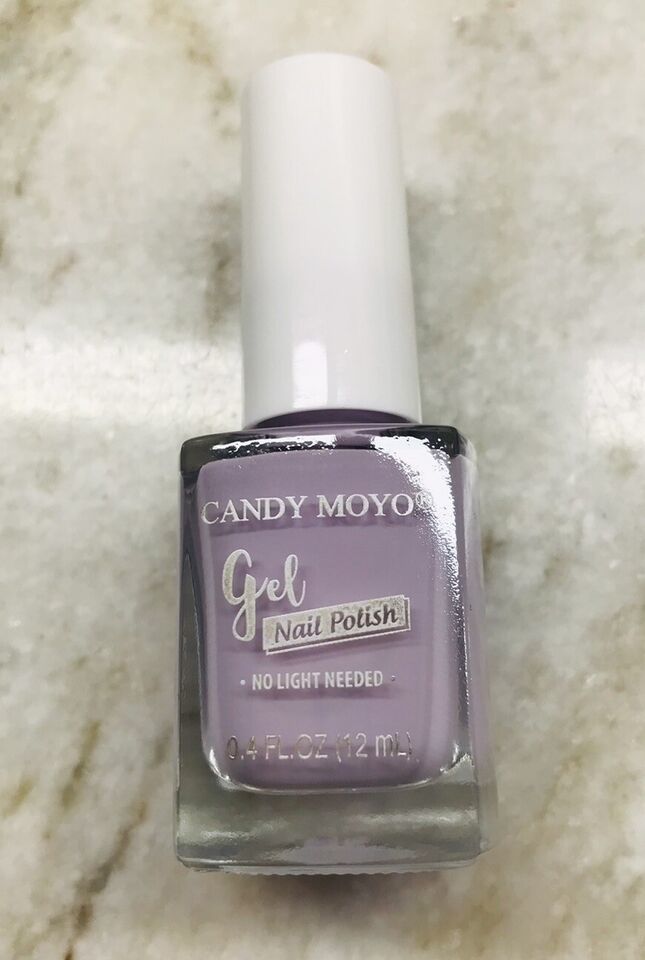 CANDY MOYO®
Gel
Nail Polish
· NO LIGHT NEEDED ·
0.4 FL.OZ (12 mL)